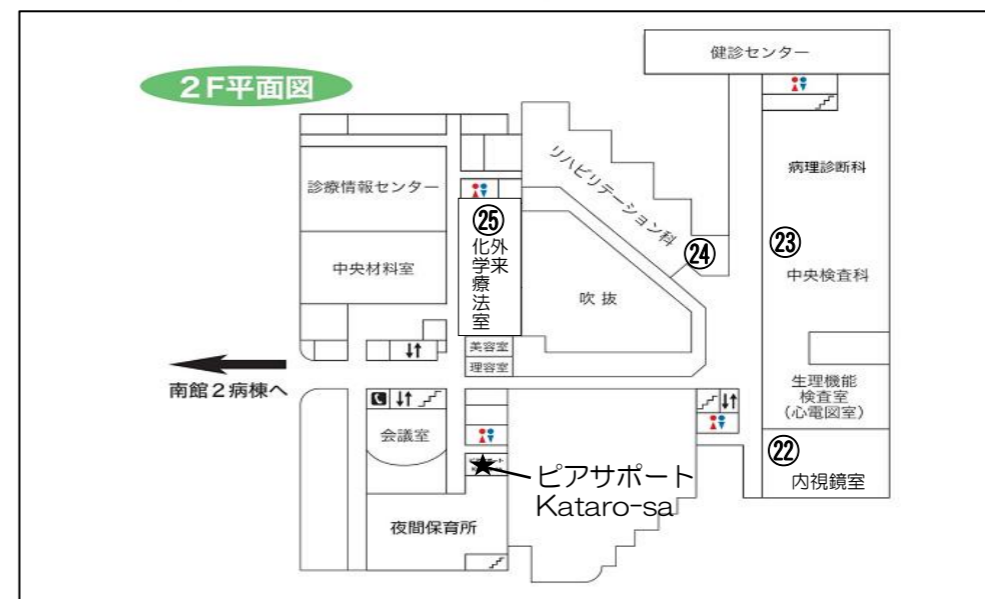 2F平面図
健診センター
病理診断科
リハビリテーション科
診療情報センター
㉕
外来
化学療法室
㉔
㉓
中央検査科
中央材料室
吹抜
美容室
理容室
南館2病棟へ
生理機能
検査室
(心電図室)
会議室
㉒
内視鏡室
ピアサポート
Kataro-sa
夜間保育所